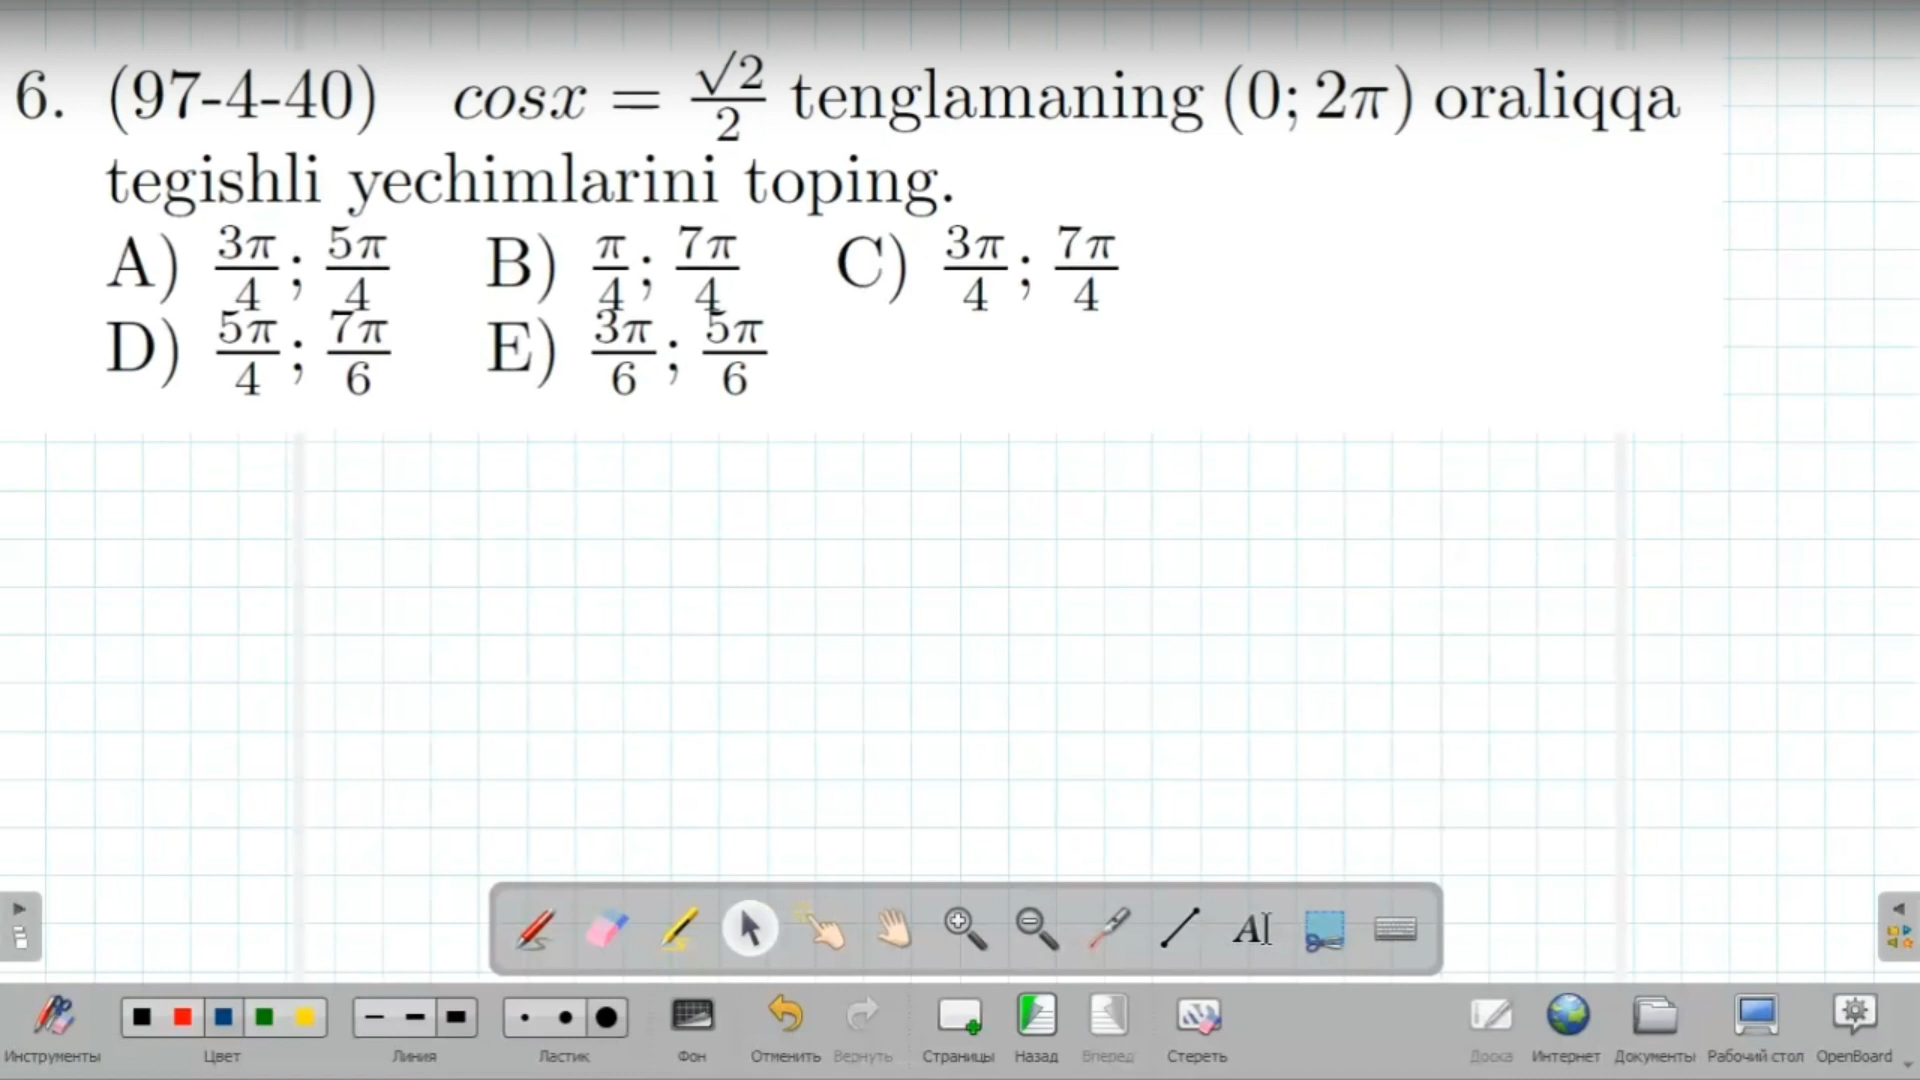 6. (97-4-40) cosx = √2/2 tenglamaning (0; 2π) oraliqqa
tegishli yechimlarini toping.
A) 3π/4; 5π/4 B) π/4; 7π/4 C) 3π/4; 7π/4
D) 5π/4; 7π/6 E) 3π/6; 5π/6
Инструменты Цвет Линия Ластик Фон Отменить Вернуть Страницы Назад Вперед Стереть Доска Интернет Документы Рабочий стол OpenBoard